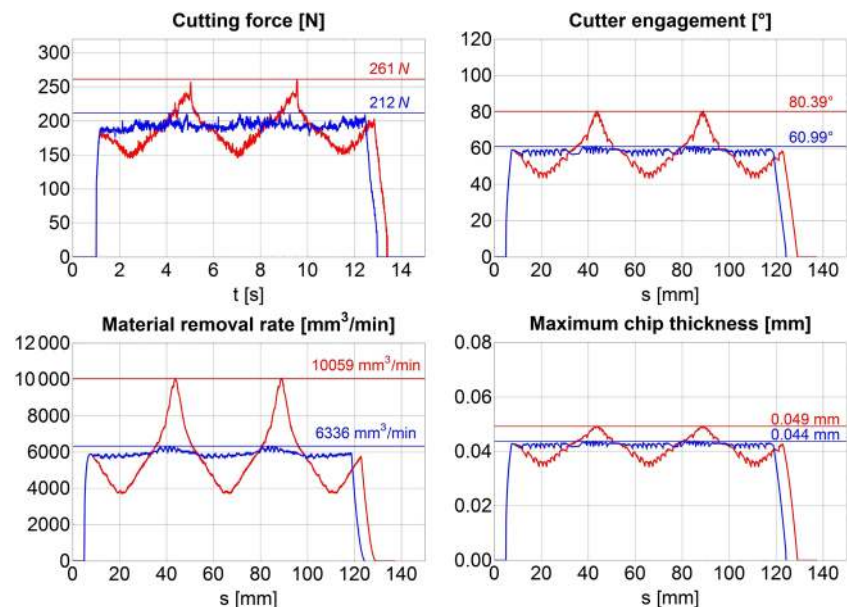 Cutting force [N]
300
250
200
150
100
50
0
261 N
212 N
0 2 4 6 8 10 12 14
t [s]
Cutter engagement [°]
120
100
80
60
40
20
0
80.39°
60.99°
0 20 40 60 80 100 120 140
s [mm]
Material removal rate [mm³/min]
14 000
12 000
10 000
8000
6000
4000
2000
0
10059 mm³/min
6336 mm³/min
0 20 40 60 80 100 120 140
s [mm]
Maximum chip thickness [mm]
0.08
0.06
0.04
0.02
0.00
0.049 mm
0.044 mm
0 20 40 60 80 100 120 140
s [mm]